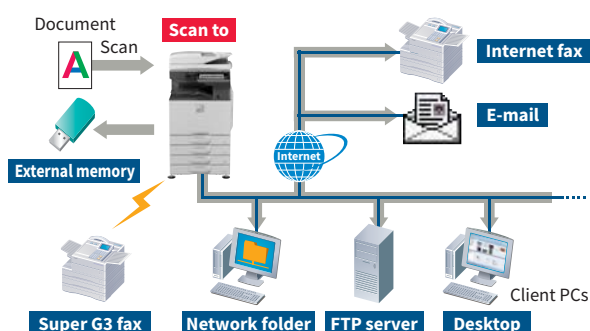 Document
Scan to
Scan
A
Internet fax
E-mail
Internet
External memory
Client PCs
Super G3 fax
Network folder
FTP server
Desktop